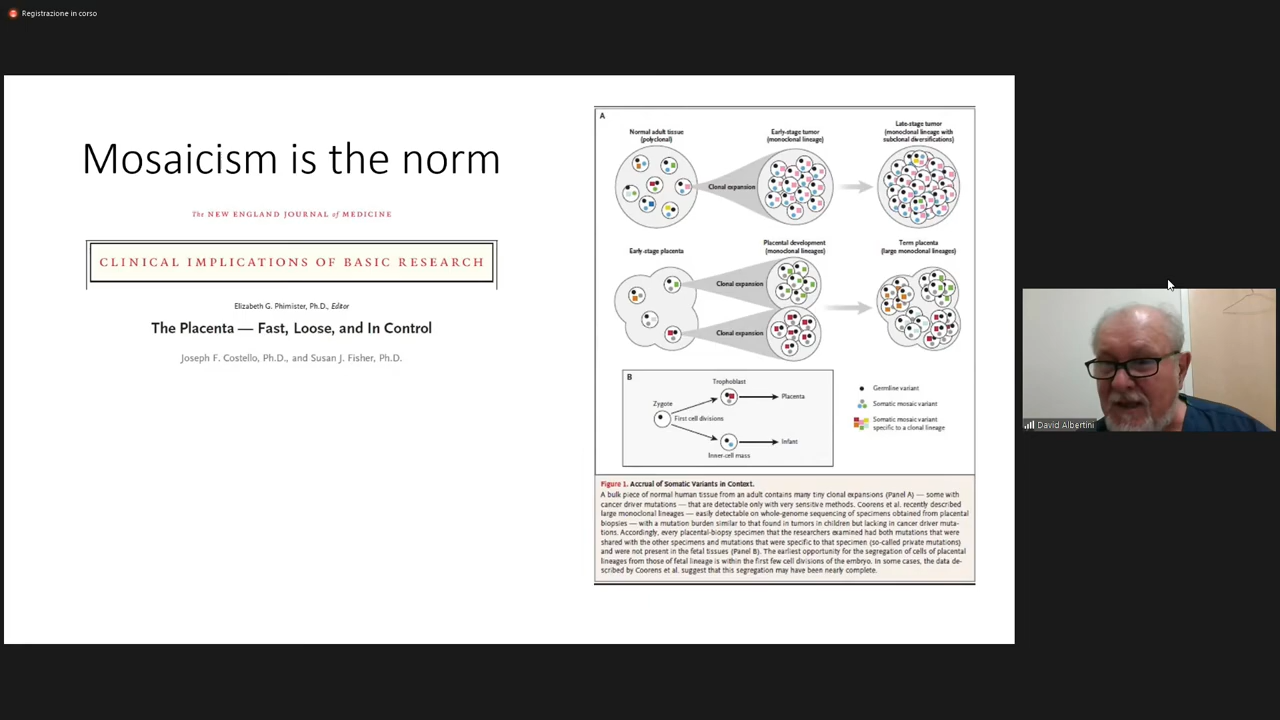 Registrazione in corso
Mosaicism is the norm
The NEW ENGLAND JOURNAL of MEDICINE
CLINICAL IMPLICATIONS OF BASIC RESEARCH
Elizabeth G. Phimister, Ph.D., Editor
The Placenta — Fast, Loose, and In Control
Joseph F. Costello, Ph.D., and Susan J. Fisher, Ph.D.
A
Normal adult tissue
(polyclonal)
Early-stage tumor
(monoclonal lineage)
Late-stage tumor
(monoclonal lineage with
subclonal diversifications)
Clonal expansion
Early-stage placenta
Placental development
(monoclonal lineages)
Term placenta
(large monoclonal lineages)
Clonal expansion
Clonal expansion
B
Trophoblast
Zygote
Placenta
First cell divisions
Infant
Inner-cell mass
Germline variant
Somatic mosaic variant
Somatic mosaic variant
specific to a clonal lineage
Figure 1. Accrual of Somatic Variants in Context.
A bulk piece of normal human tissue from an adult contains many tiny clonal expansions (Panel A) — some with
cancer driver mutations — that are detectable only with very sensitive methods. Coorens et al. recently described
large monoclonal lineages — easily detectable on whole-genome sequencing of specimens obtained from placental
biopsies — with a mutation burden similar to that found in tumors in children but lacking in cancer driver muta-
tions. Accordingly, every placental-biopsy specimen that the researchers examined had both mutations that were
shared with the other specimens and mutations that were specific to that specimen (so-called private mutations)
and were not present in the fetal tissues (Panel B). The earliest opportunity for the segregation of cells of placental
lineages from those of fetal lineage is within the first few cell divisions of the embryo. In some cases, the data de-
scribed by Coorens et al. suggest that this segregation may have been nearly complete.
David Albertini